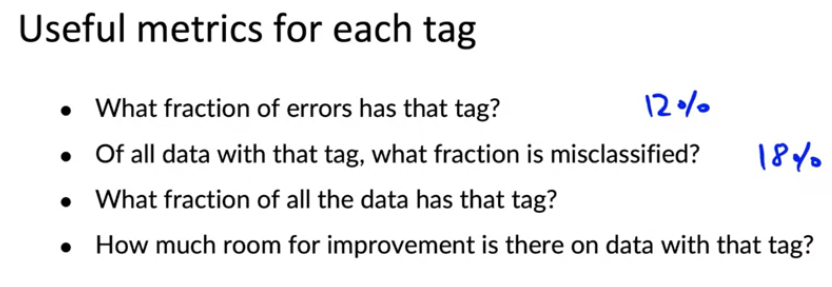 Useful metrics for each tag
• What fraction of errors has that tag? 12%
• Of all data with that tag, what fraction is misclassified? 18%
• What fraction of all the data has that tag?
• How much room for improvement is there on data with that tag?